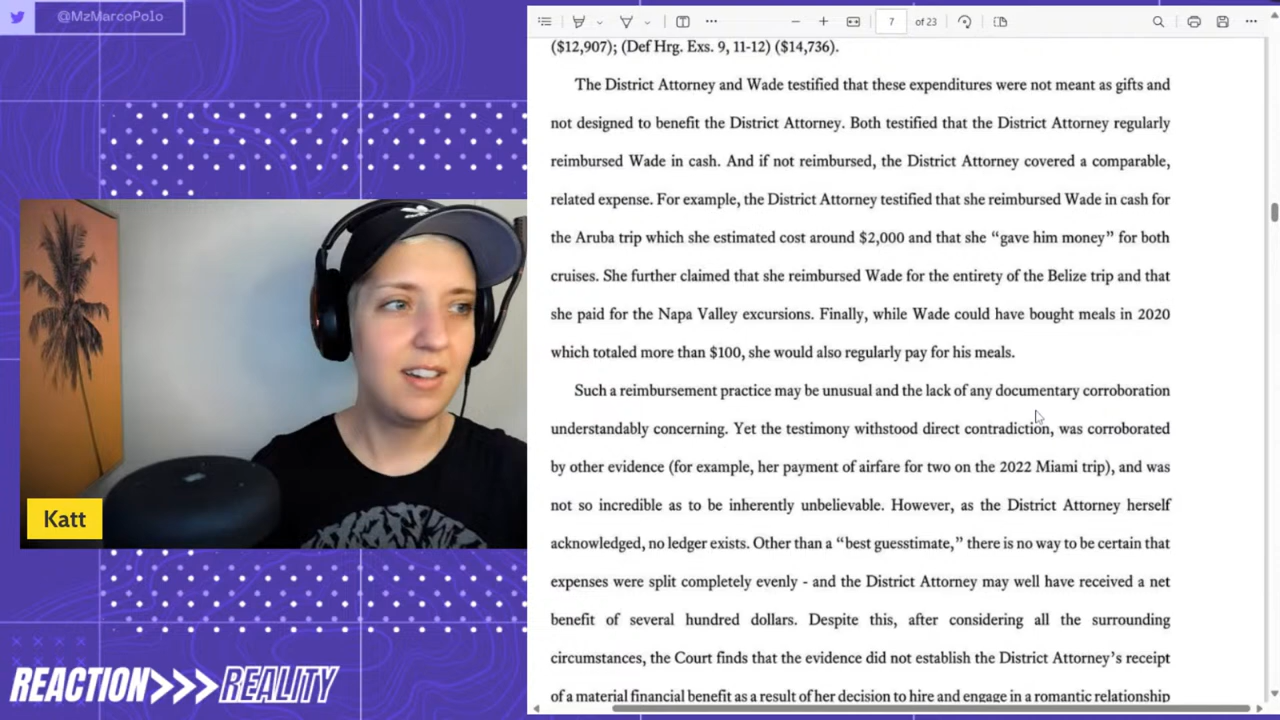 @MzMarcoPolo
7
of 23
($12,907); (Def Hrg. Exs. 9, 11-12) ($14,736).
The District Attorney and Wade testified that these expenditures were not meant as gifts and
not designed to benefit the District Attorney. Both testified that the District Attorney regularly
reimbursed Wade in cash. And if not reimbursed, the District Attorney covered a comparable,
related expense. For example, the District Attorney testified that she reimbursed Wade in cash for
the Aruba trip which she estimated cost around $2,000 and that she “gave him money” for both
cruises. She further claimed that she reimbursed Wade for the entirety of the Belize trip and that
she paid for the Napa Valley excursions. Finally, while Wade could have bought meals in 2020
which totaled more than $100, she would also regularly pay for his meals.
Such a reimbursement practice may be unusual and the lack of any documentary corroboration
understandably concerning. Yet the testimony withstood direct contradiction, was corroborated
by other evidence (for example, her payment of airfare for two on the 2022 Miami trip), and was
not so incredible as to be inherently unbelievable. However, as the District Attorney herself
acknowledged, no ledger exists. Other than a “best guesstimate,” there is no way to be certain that
expenses were split completely evenly - and the District Attorney may well have received a net
benefit of several hundred dollars. Despite this, after considering all the surrounding
circumstances, the Court finds that the evidence did not establish the District Attorney’s receipt
of a material financial benefit as a result of her decision to hire and engage in a romantic relationship
Katt
REACTION>>>REALITY